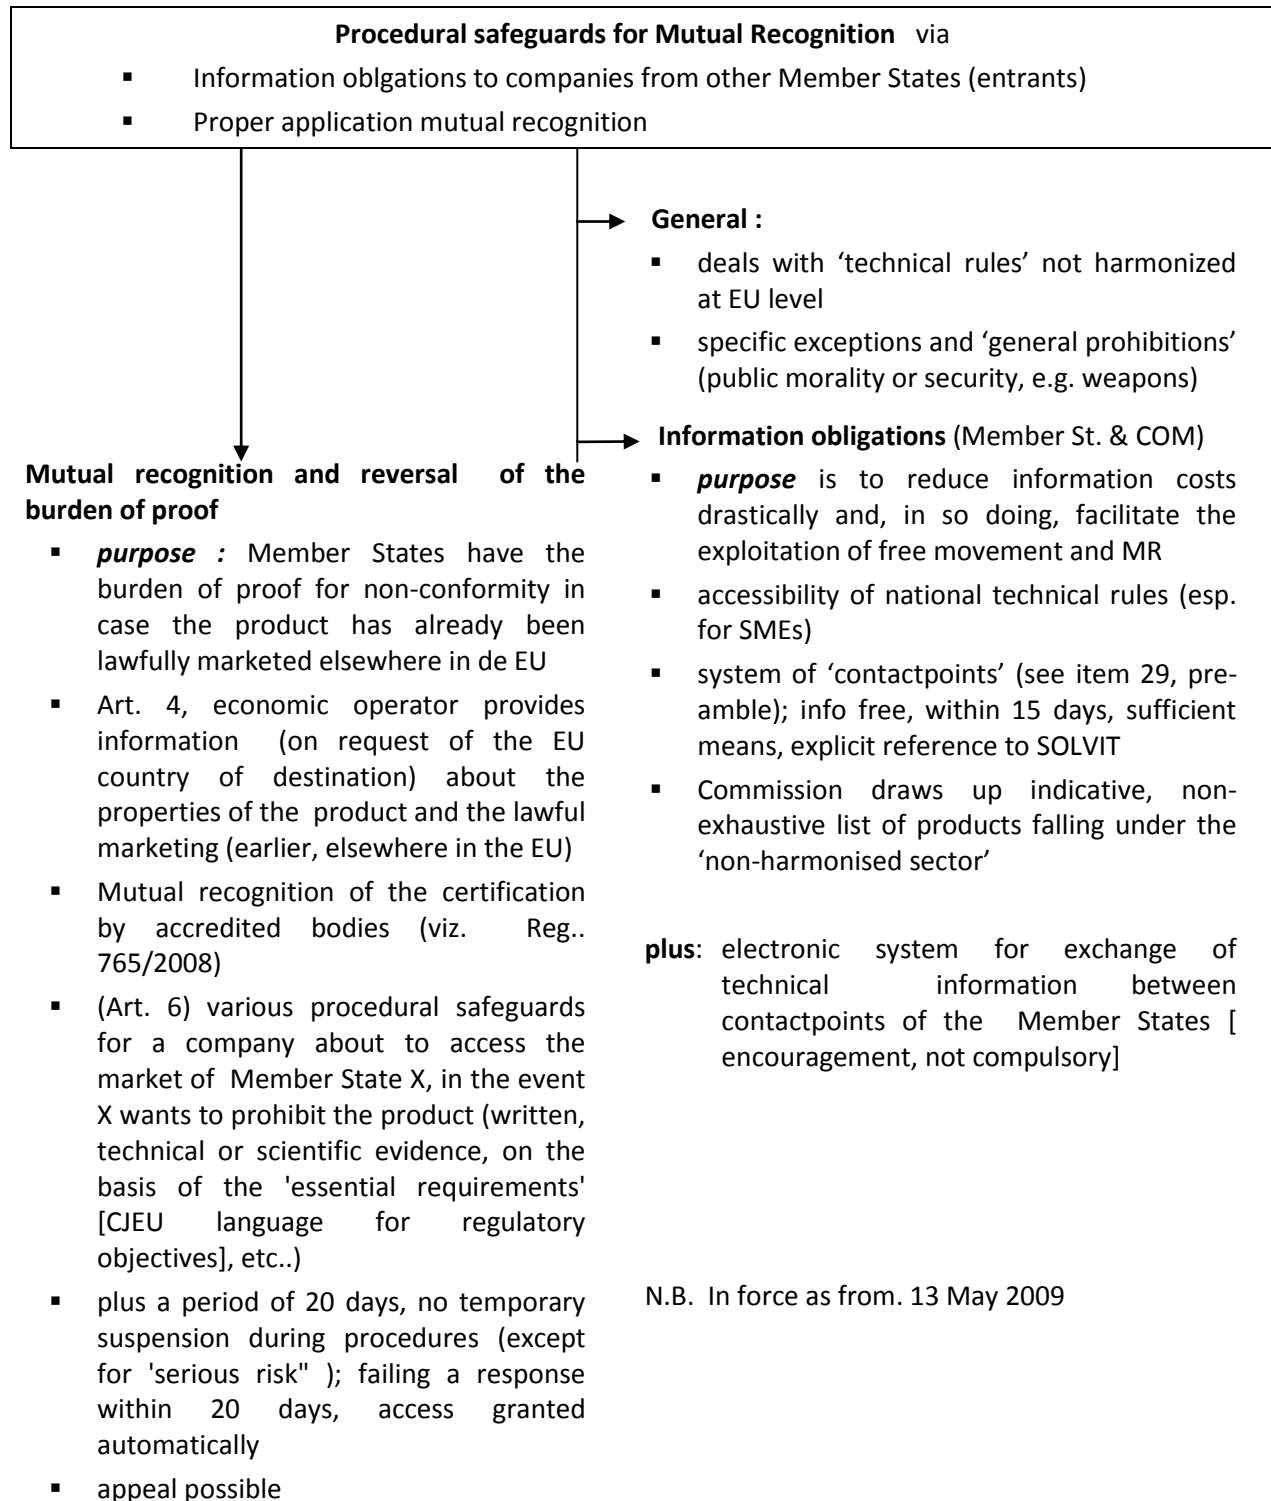 Procedural safeguards for Mutual Recognition via
▪ Information oblgations to companies from other Member States (entrants)
▪ Proper application mutual recognition
General :
▪ deals with ‘technical rules’ not harmonized
at EU level
▪ specific exceptions and ‘general prohibitions’
(public morality or security, e.g. weapons)
Information obligations (Member St. & COM)
▪ purpose is to reduce information costs
drastically and, in so doing, facilitate the
exploitation of free movement and MR
▪ accessibility of national technical rules (esp.
for SMEs)
▪ system of ‘contactpoints’ (see item 29, pre-
amble); info free, within 15 days, sufficient
means, explicit reference to SOLVIT
▪ Commission draws up indicative, non-
exhaustive list of products falling under the
‘non-harmonised sector’
plus: electronic system for exchange of
technical information between
contactpoints of the Member States [
encouragement, not compulsory]
N.B. In force as from. 13 May 2009
Mutual recognition and reversal of the
burden of proof
▪ purpose : Member States have the
burden of proof for non-conformity in
case the product has already been
lawfully marketed elsewhere in de EU
▪ Art. 4, economic operator provides
information (on request of the EU
country of destination) about the
properties of the product and the lawful
marketing (earlier, elsewhere in the EU)
▪ Mutual recognition of the certification
by accredited bodies (viz. Reg..
765/2008)
▪ (Art. 6) various procedural safeguards
for a company about to access the
market of Member State X, in the event
X wants to prohibit the product (written,
technical or scientific evidence, on the
basis of the 'essential requirements'
[CJEU language for regulatory
objectives], etc..)
▪ plus a period of 20 days, no temporary
suspension during procedures (except
for 'serious risk" ); failing a response
within 20 days, access granted
automatically
▪ appeal possible